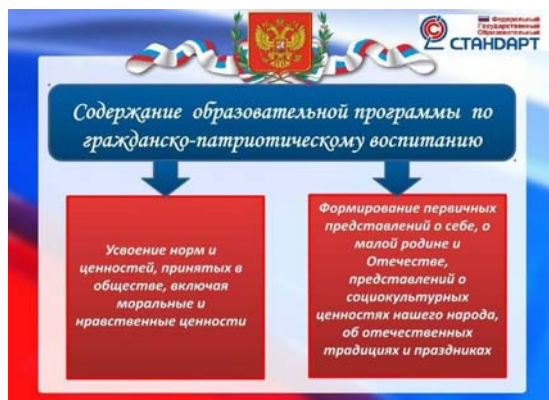 Федеральный
Государственный
Образовательный
СТАНДАРТ
Содержание образовательной программы по
гражданско-патриотическому воспитанию
Усвоение норм и
ценностей, принятых в
обществе, включая
моральные и
нравственные ценности
Формирование первичных
представлений о себе, о
малой родине и
Отечестве,
представлений о
социокультурных
ценностях нашего народа,
об отечественных
традициях и праздниках